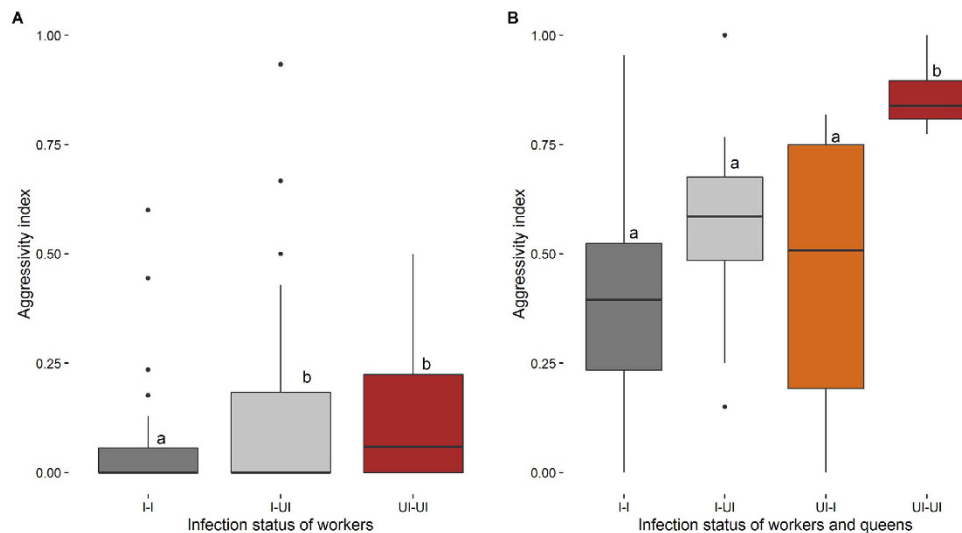 A
Aggressivity index
1.00
0.75
0.50
0.25
0.00
a
b
b
I-I
I-UI
UI-UI
Infection status of workers
B
Aggressivity index
1.00
0.75
0.50
0.25
0.00
a
a
a
b
I-I
I-UI
UI-I
UI-UI
Infection status of workers and queens